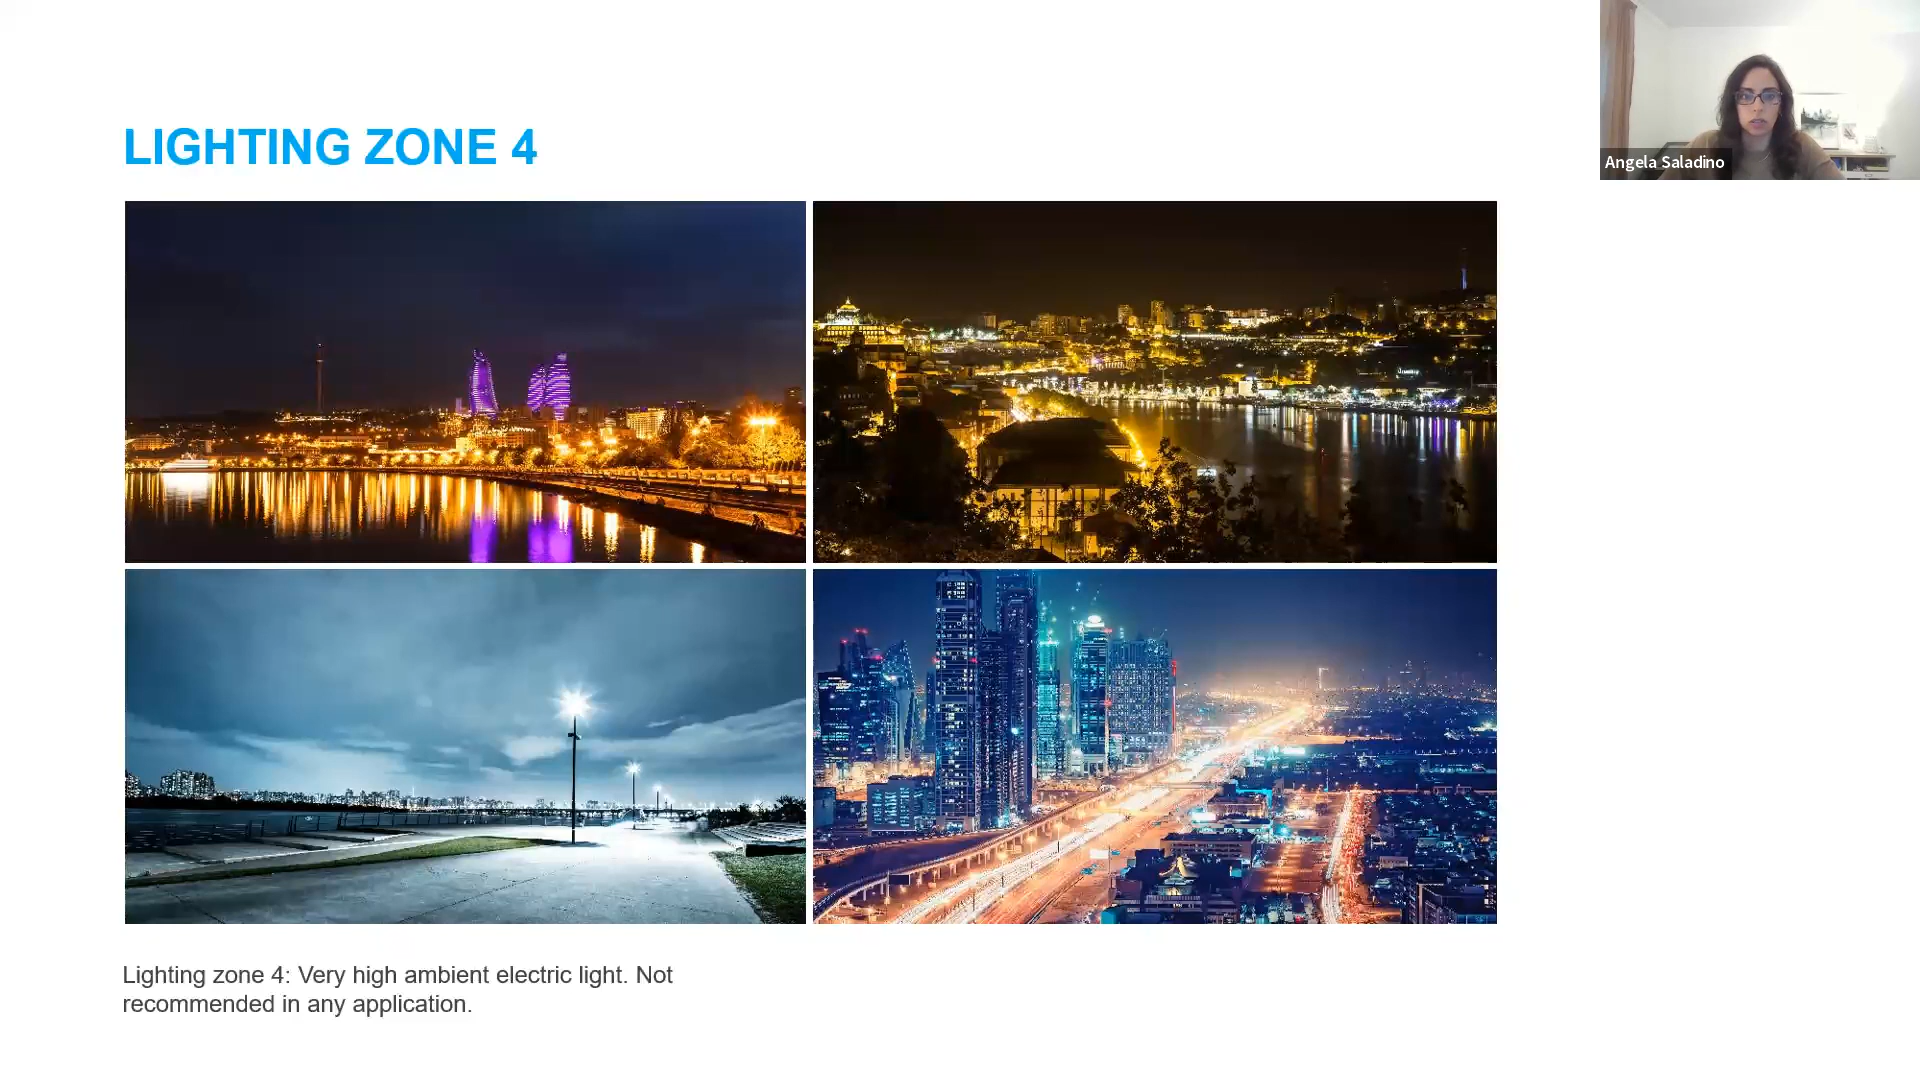 LIGHTING ZONE 4
Angela Saladino
Lighting zone 4: Very high ambient electric light. Not
recommended in any application.